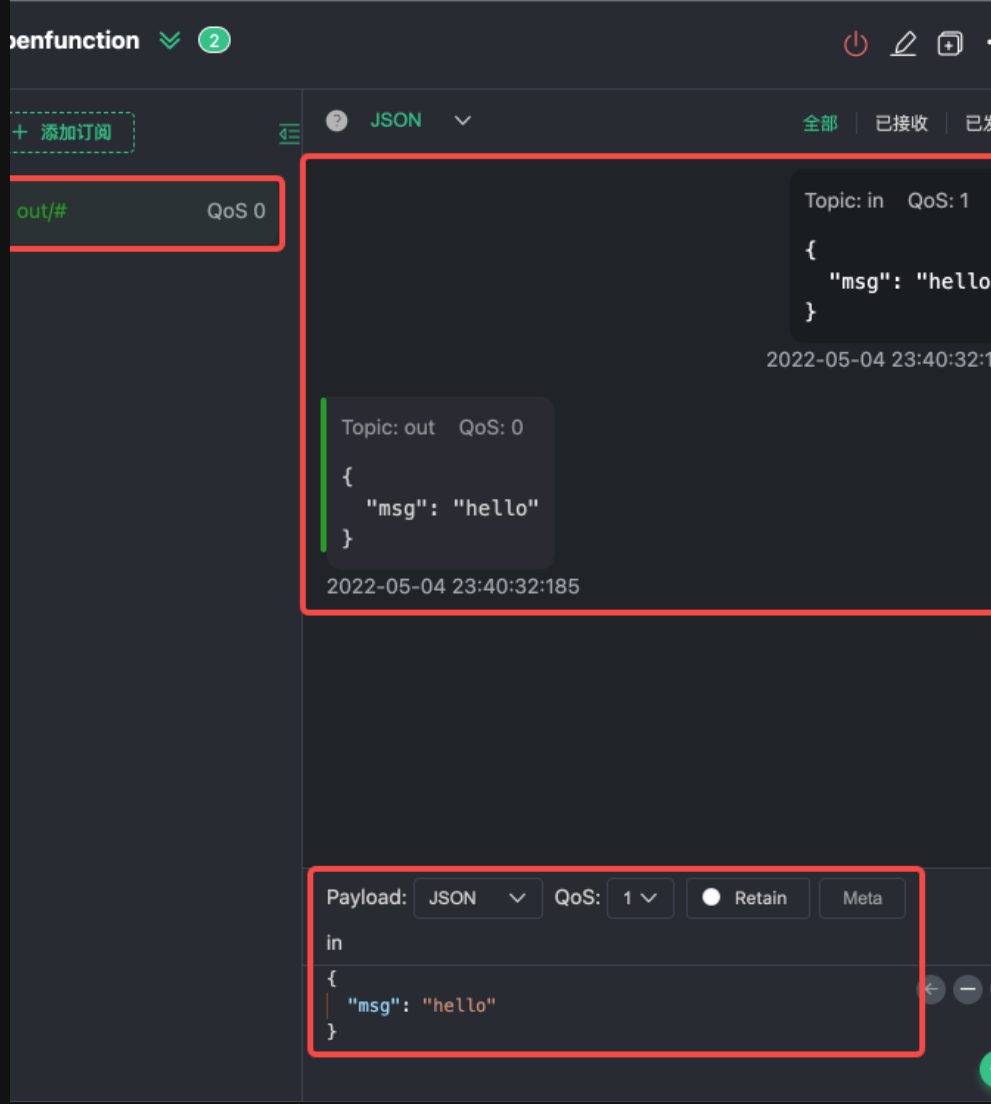 penfunction 2
+ 添加订阅
out/# QoS 0
? JSON
全部 已接收
Topic: in QoS: 1
{
"msg": "hello
}
2022-05-04 23:40:32:1
Topic: out QoS: 0
{
"msg": "hello"
}
2022-05-04 23:40:32:185
Payload: JSON QoS: 1 Retain Meta
in
{
"msg": "hello"
}